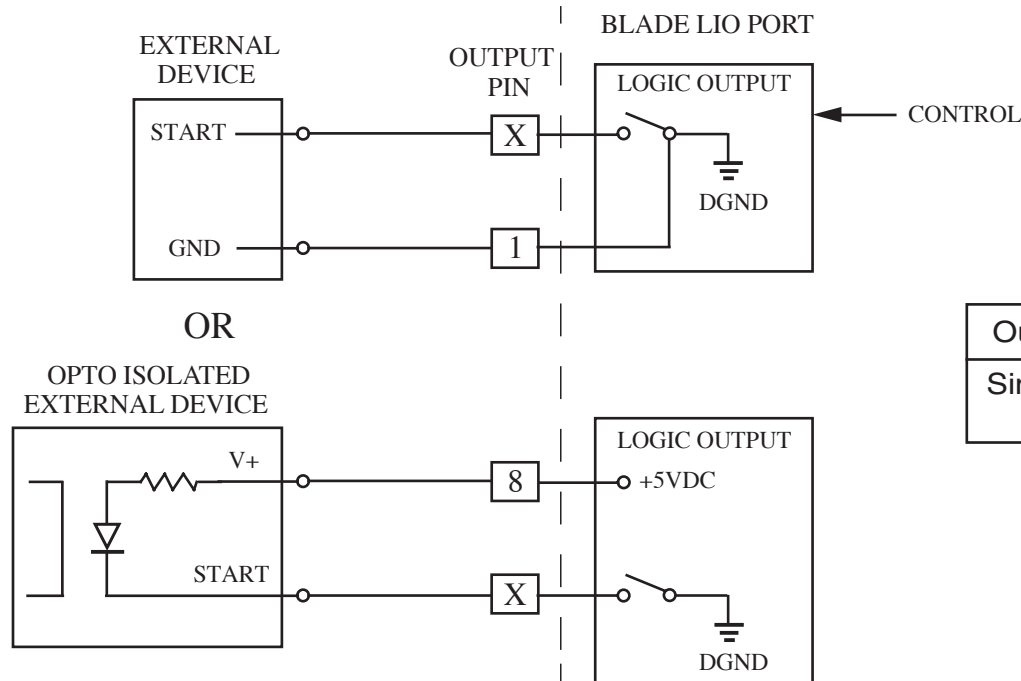 BLADE LIO PORT
EXTERNAL
DEVICE
OUTPUT
PIN
LOGIC OUTPUT
CONTROL
START
X
DGND
GND
1
OR
OPTO ISOLATED
EXTERNAL DEVICE
LOGIC OUTPUT
V+
8
+5VDC
START
X
DGND